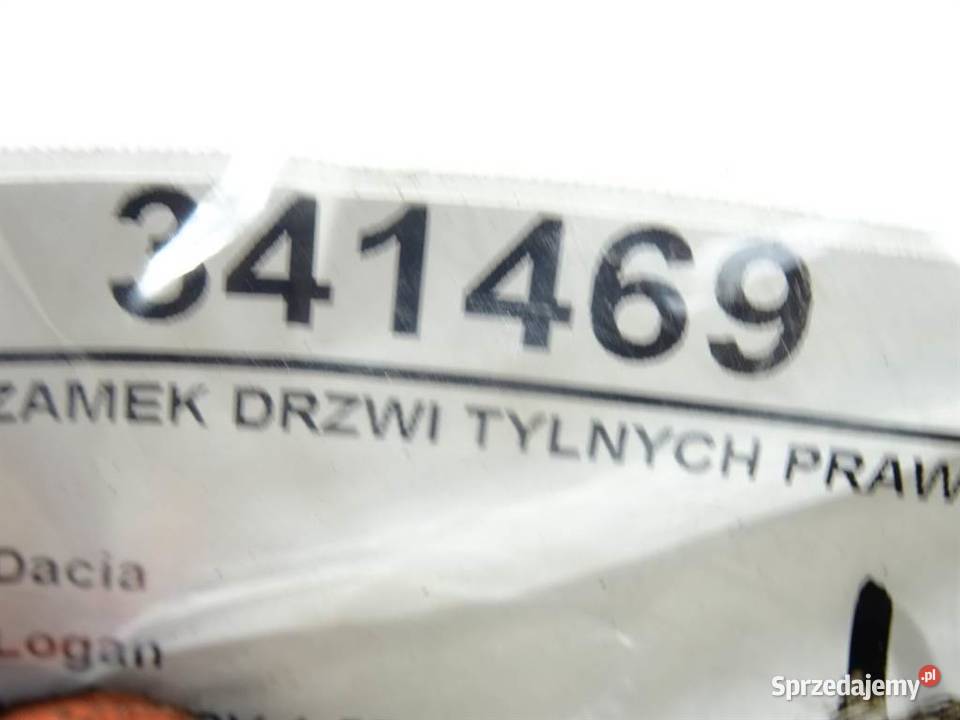 341469
ZAMEK DRZWI TYLNYCH PRAW
Dacia
Logan
Sprzedajemy.pl